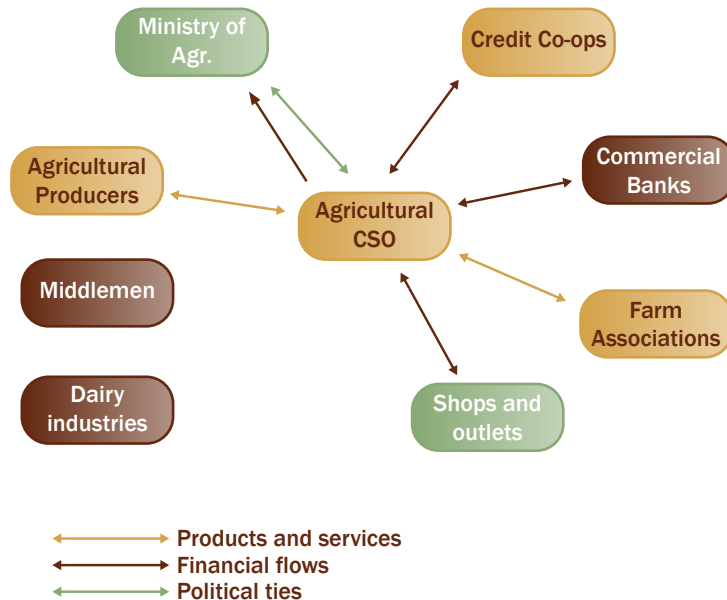 Ministry of
Agr.
Credit Co-ops
Agricultural
Producers
Commercial
Banks
Agricultural
CSO
Middlemen
Farm
Associations
Dairy
industries
Shops and
outlets
Products and services
Financial flows
Political ties